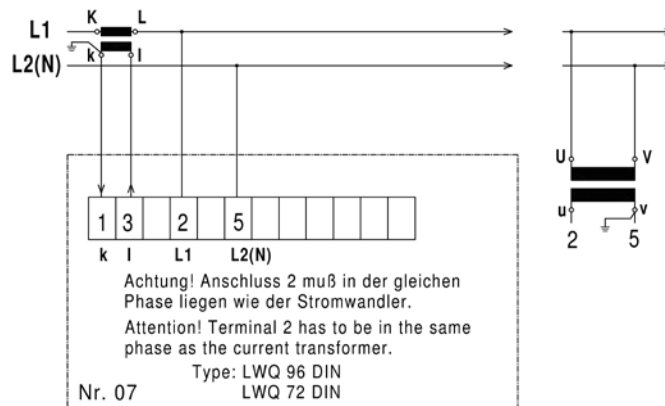 K L
L1
k l
L2(N)
U V
u v
2 5
1 3 2 5
k l L1 L2(N)
Achtung! Anschluss 2 muß in der gleichen
Phase liegen wie der Stromwandler.
Attention! Terminal 2 has to be in the same
phase as the current transformer.
Type: LWQ 96 DIN
Nr. 07 LWQ 72 DIN